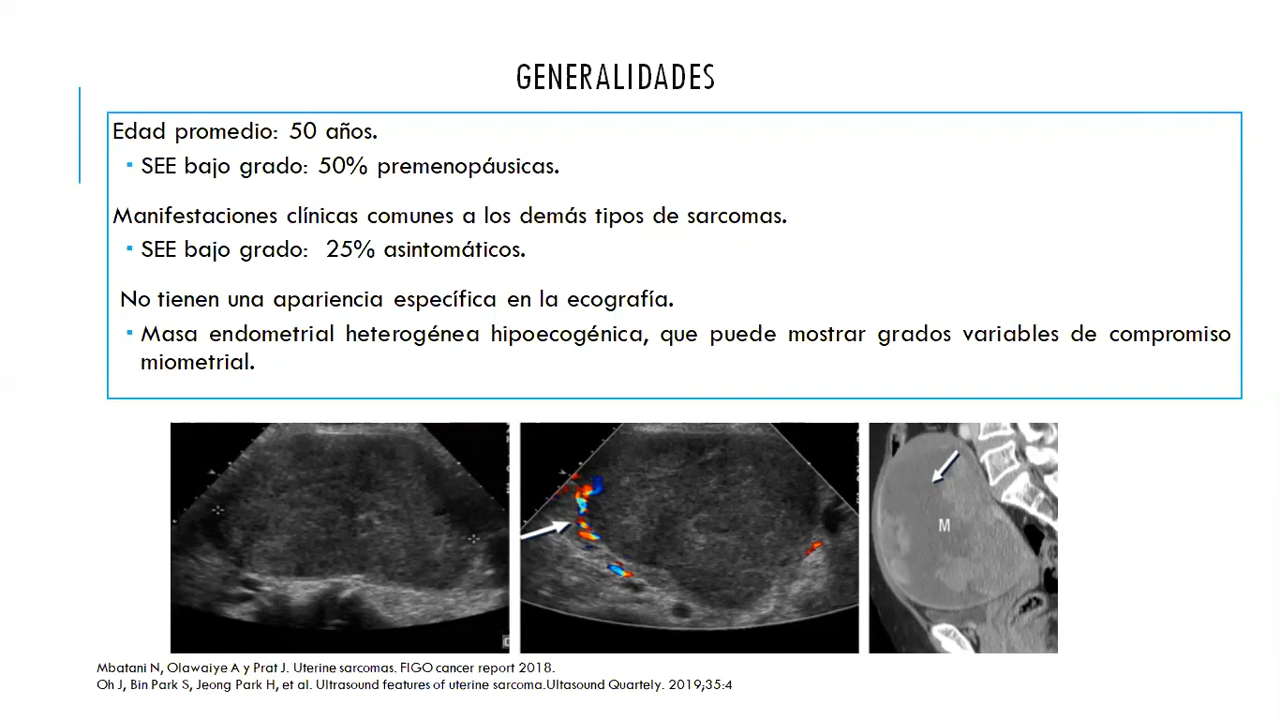 GENERALIDADES
Edad promedio: 50 años.
▪ SEE bajo grado: 50% premenopáusicas.
Manifestaciones clínicas comunes a los demás tipos de sarcomas.
▪ SEE bajo grado: 25% asintomáticos.
No tienen una apariencia específica en la ecografía.
▪ Masa endometrial heterogénea hipoecogénica, que puede mostrar grados variables de compromiso
miometrial.
M
Mbatani N, Olawaiye A y Prat J. Uterine sarcomas. FIGO cancer report 2018.
Oh J, Bin Park S, Jeong Park H, et al. Ultrasound features of uterine sarcoma.Ultasound Quartely. 2019;35:4